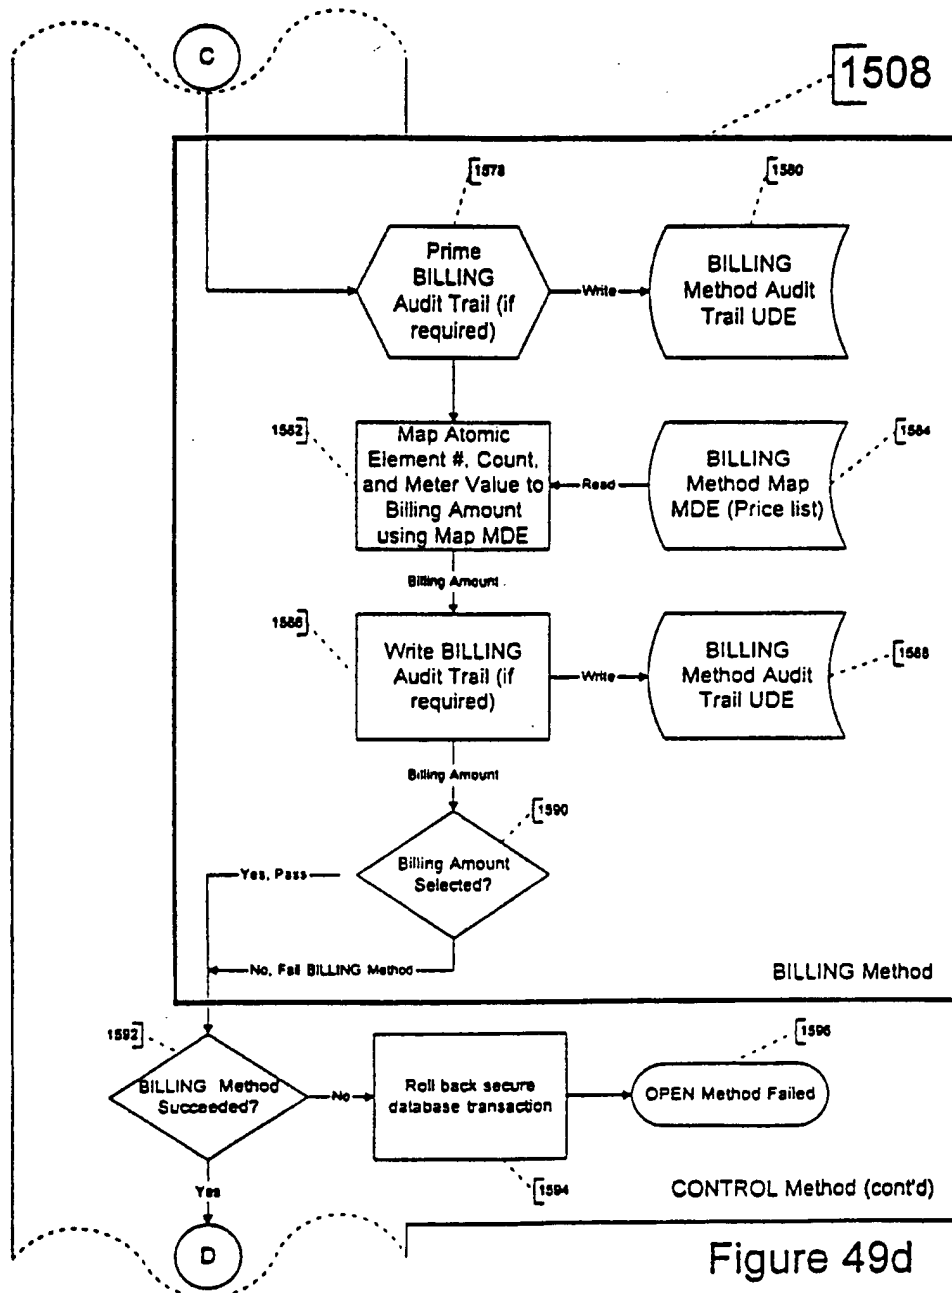 C
1508
1578
1580
Prime
BILLING
Audit Trail (if
required)
Write
BILLING
Method Audit
Trail UDE
1582
1584
Map Atomic
Element #, Count,
and Meter Value to
Billing Amount
using Map MDE
Read
BILLING
Method Map
MDE (Price list)
Billing Amount
1586
1588
Write BILLING
Audit Trail (if
required)
Write
BILLING
Method Audit
Trail UDE
Billing Amount
1590
Billing Amount
Selected?
Yes, Pass
No, Fail BILLING Method
BILLING Method
1592
1596
BILLING Method
Succeeded?
No
Roll back secure
database transaction
OPEN Method Failed
Yes
1594
CONTROL Method (cont'd)
D
Figure 49d